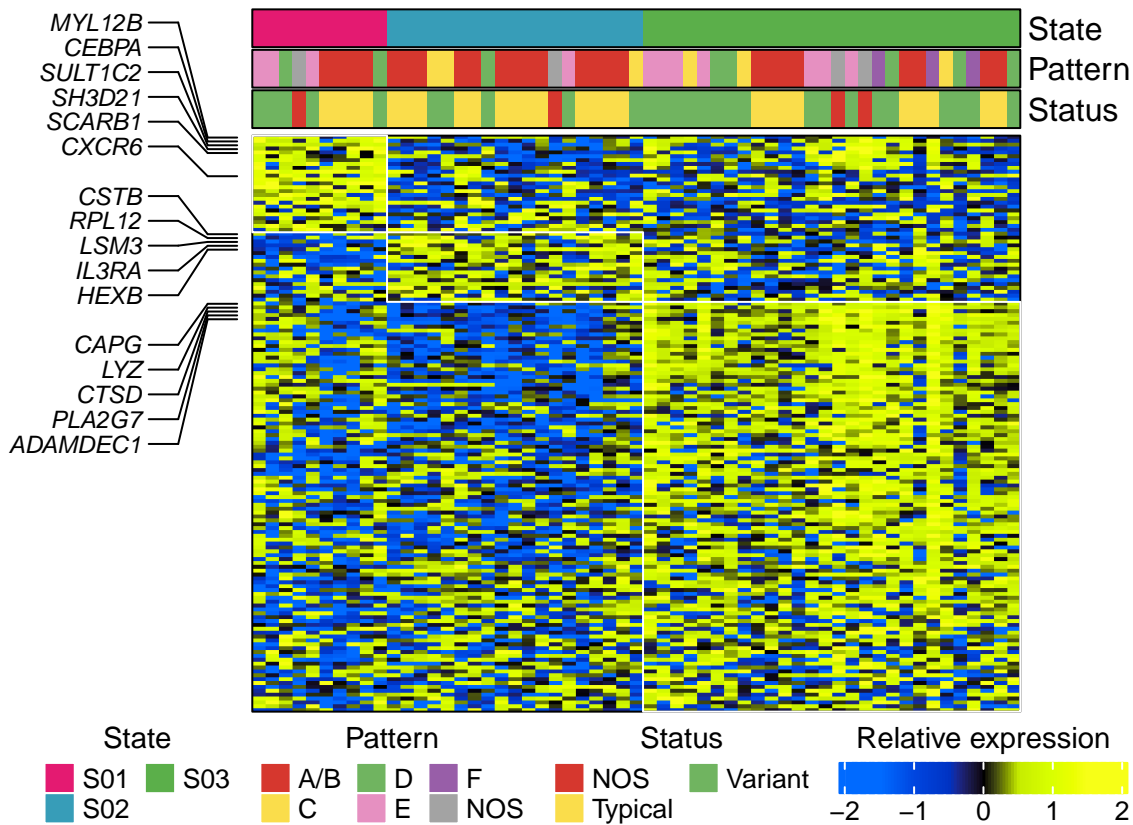 MYL12B
CEBPA
SULT1C2
SH3D21
SCARB1
CXCR6
CSTB
RPL12
LSM3
IL3RA
HEXB
CAPG
LYZ
CTSD
PLA2G7
ADAMDEC1
State
Pattern
Status
State
S01
S03
S02
Pattern
A/B
D
F
C
E
NOS
Status
NOS
Variant
Typical
Relative expression
−2 −1 0 1 2